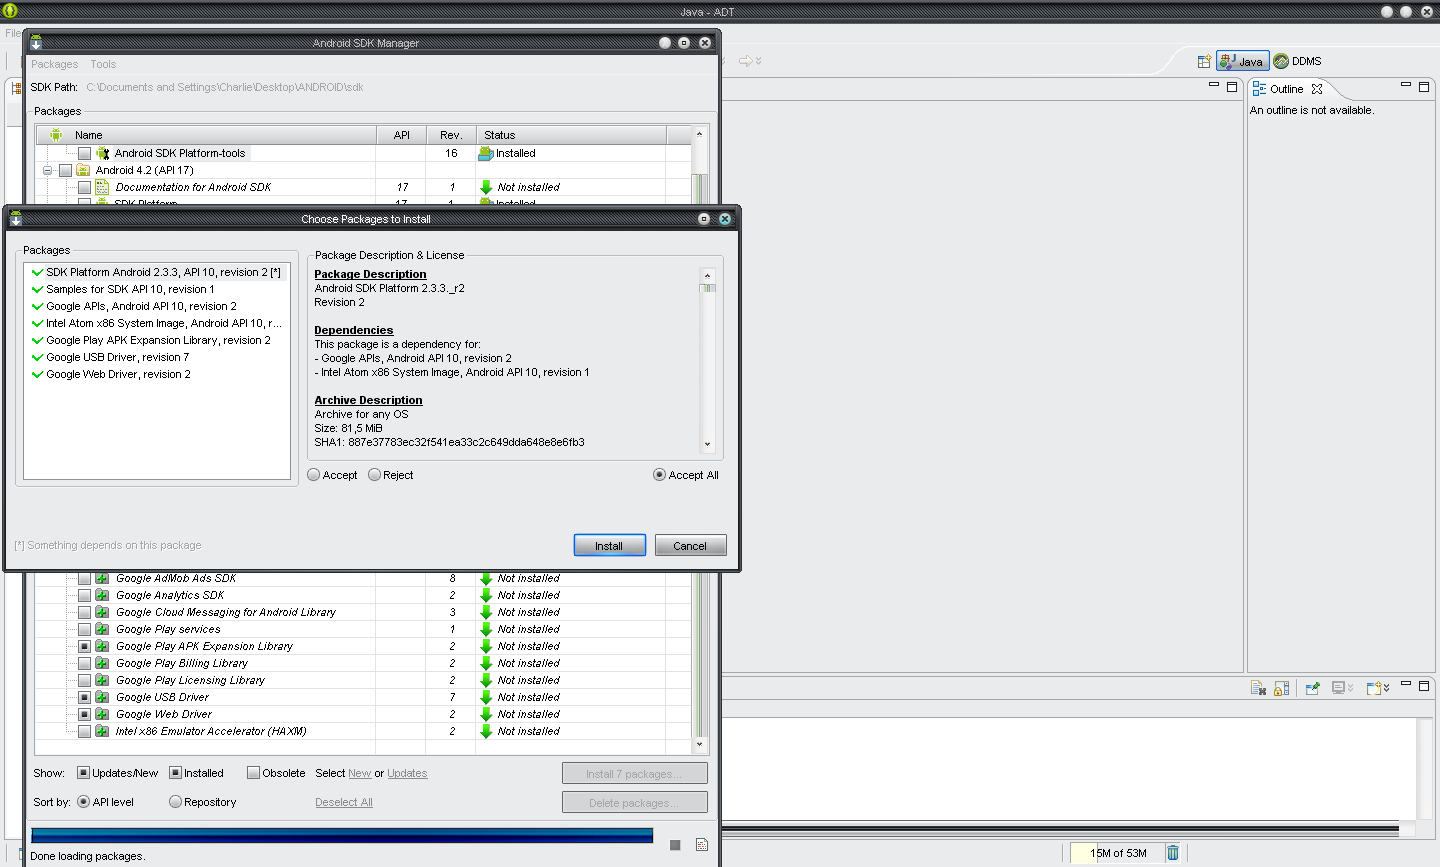 Java - ADT
File
Android SDK Manager
Packages Tools
Java DDMS
SDK Path: C:\Documents and Settings\Charlie\Desktop\ANDROID\sdk
Outline
Packages
An outline is not available.
Name API Rev. Status
Android SDK Platform-tools 16 Installed
Android 4.2 (API 17)
Documentation for Android SDK 17 1 Not installed
SDK Platform 17 1 Installed
Choose Packages to Install
Packages
SDK Platform Android 2.3.3, API 10, revision 2 [*]
Samples for SDK API 10, revision 1
Google APIs, Android API 10, revision 2
Intel Atom x86 System Image, Android API 10, r...
Google Play APK Expansion Library, revision 2
Google USB Driver, revision 7
Google Web Driver, revision 2
Package Description & License
Package Description
Android SDK Platform 2.3.3._r2
Revision 2
Dependencies
This package is a dependency for:
- Google APIs, Android API 10, revision 2
- Intel Atom x86 System Image, Android API 10, revision 1
Archive Description
Archive for any OS
Size: 81,5 MiB
SHA1: 887e37783ec32f541ea33c2c649dda648e8e6fb3
Accept Reject Accept All
[*] Something depends on this package
Install Cancel
Google AdMob Ads SDK 8 Not installed
Google Analytics SDK 2 Not installed
Google Cloud Messaging for Android Library 3 Not installed
Google Play services 1 Not installed
Google Play APK Expansion Library 2 Not installed
Google Play Billing Library 2 Not installed
Google Play Licensing Library 2 Not installed
Google USB Driver 7 Not installed
Google Web Driver 2 Not installed
Intel x86 Emulator Accelerator (HAXM) 2 Not installed
Show: Updates/New Installed Obsolete Select New or Updates Install 7 packages...
Sort by: API level Repository Deselect All Delete packages...
Done loading packages.
15M of 53M